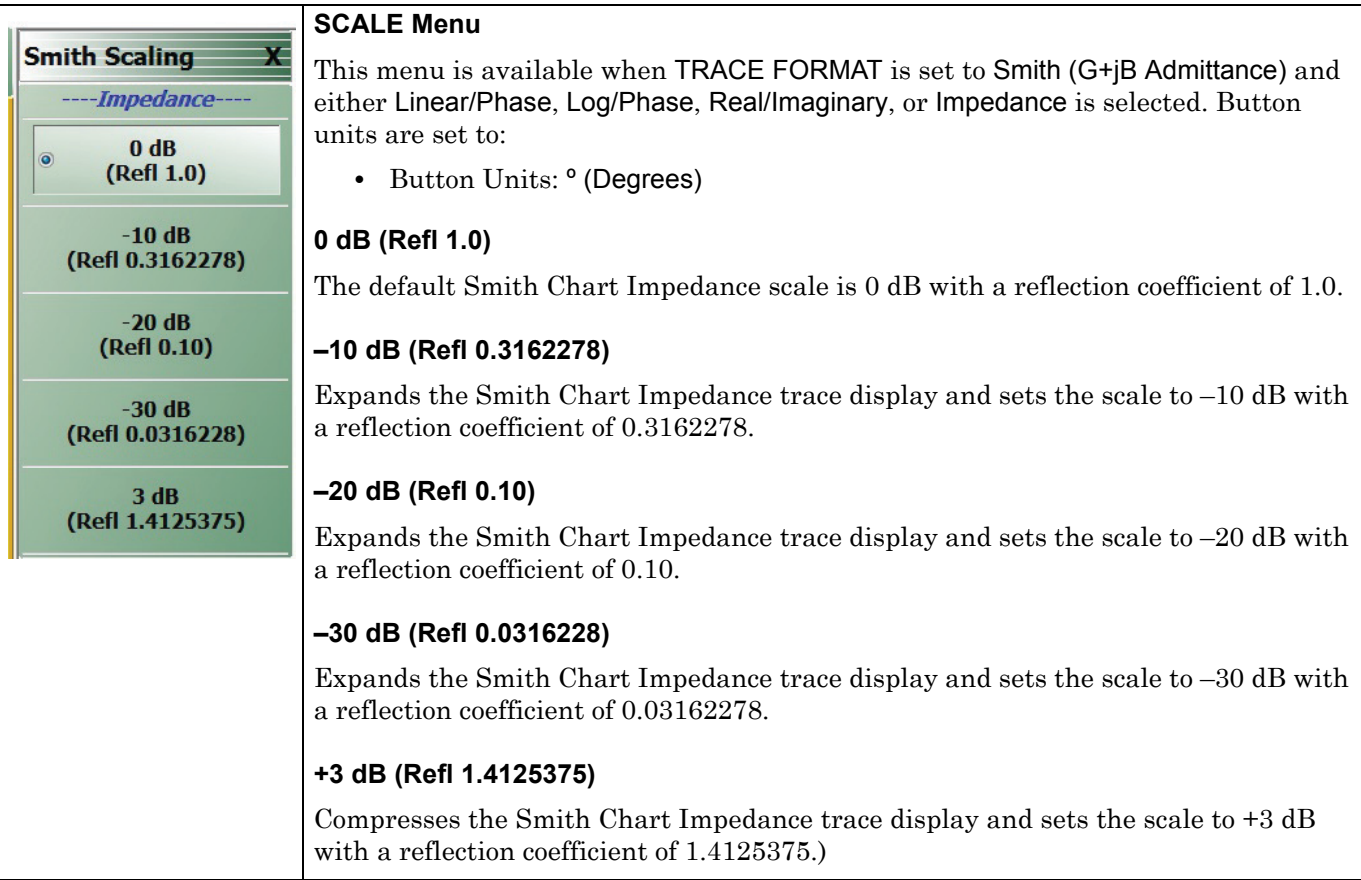 Smith Scaling X
----Impedance----
0 dB
(Refl 1.0)
-10 dB
(Refl 0.3162278)
-20 dB
(Refl 0.10)
-30 dB
(Refl 0.0316228)
3 dB
(Refl 1.4125375)
SCALE Menu
This menu is available when TRACE FORMAT is set to Smith (G+jB Admittance) and
either Linear/Phase, Log/Phase, Real/Imaginary, or Impedance is selected. Button
units are set to:
• Button Units: º (Degrees)
0 dB (Refl 1.0)
The default Smith Chart Impedance scale is 0 dB with a reflection coefficient of 1.0.
–10 dB (Refl 0.3162278)
Expands the Smith Chart Impedance trace display and sets the scale to –10 dB with
a reflection coefficient of 0.3162278.
–20 dB (Refl 0.10)
Expands the Smith Chart Impedance trace display and sets the scale to –20 dB with
a reflection coefficient of 0.10.
–30 dB (Refl 0.0316228)
Expands the Smith Chart Impedance trace display and sets the scale to –30 dB with
a reflection coefficient of 0.03162278.
+3 dB (Refl 1.4125375)
Compresses the Smith Chart Impedance trace display and sets the scale to +3 dB
with a reflection coefficient of 1.4125375.)